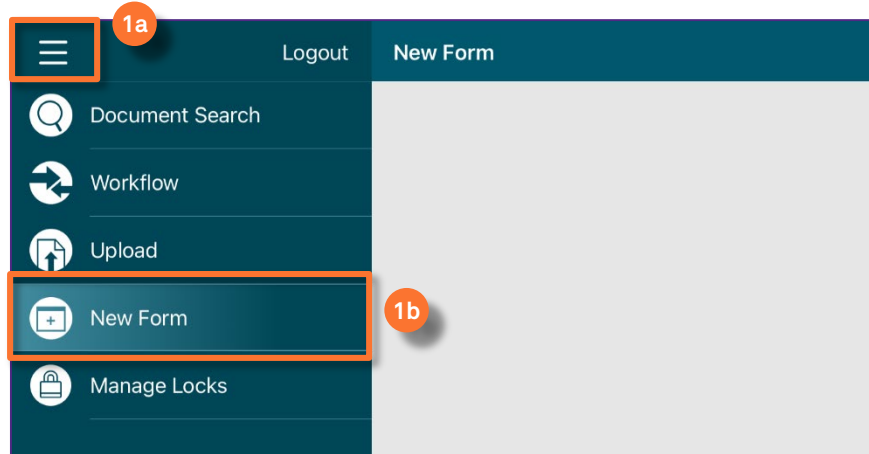 1a
Logout
New Form
Document Search
Workflow
Upload
New Form
1b
Manage Locks